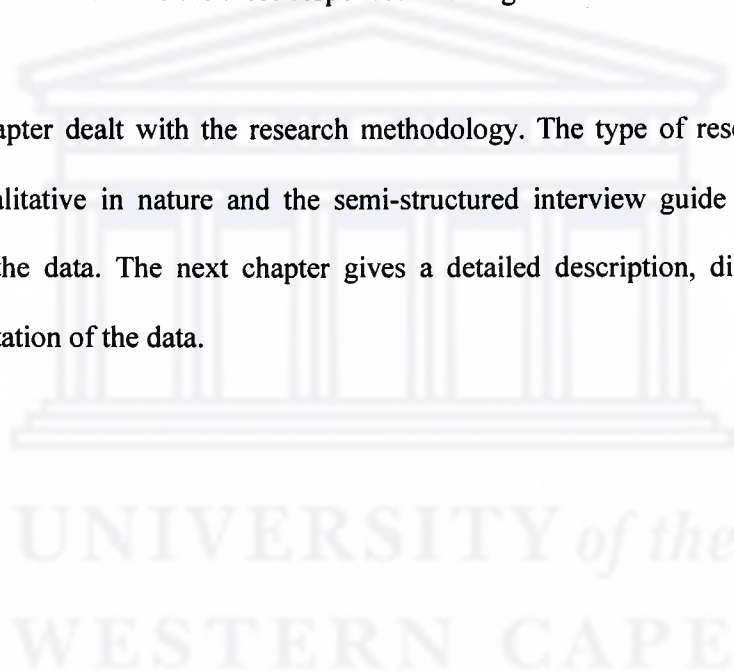 apter dealt with the research methodology. The type of rese
alitative in nature and the semi-structured interview guide
the data. The next chapter gives a detailed description, di
tation of the data.
UNIVERSITY of the
WESTERN CAPE